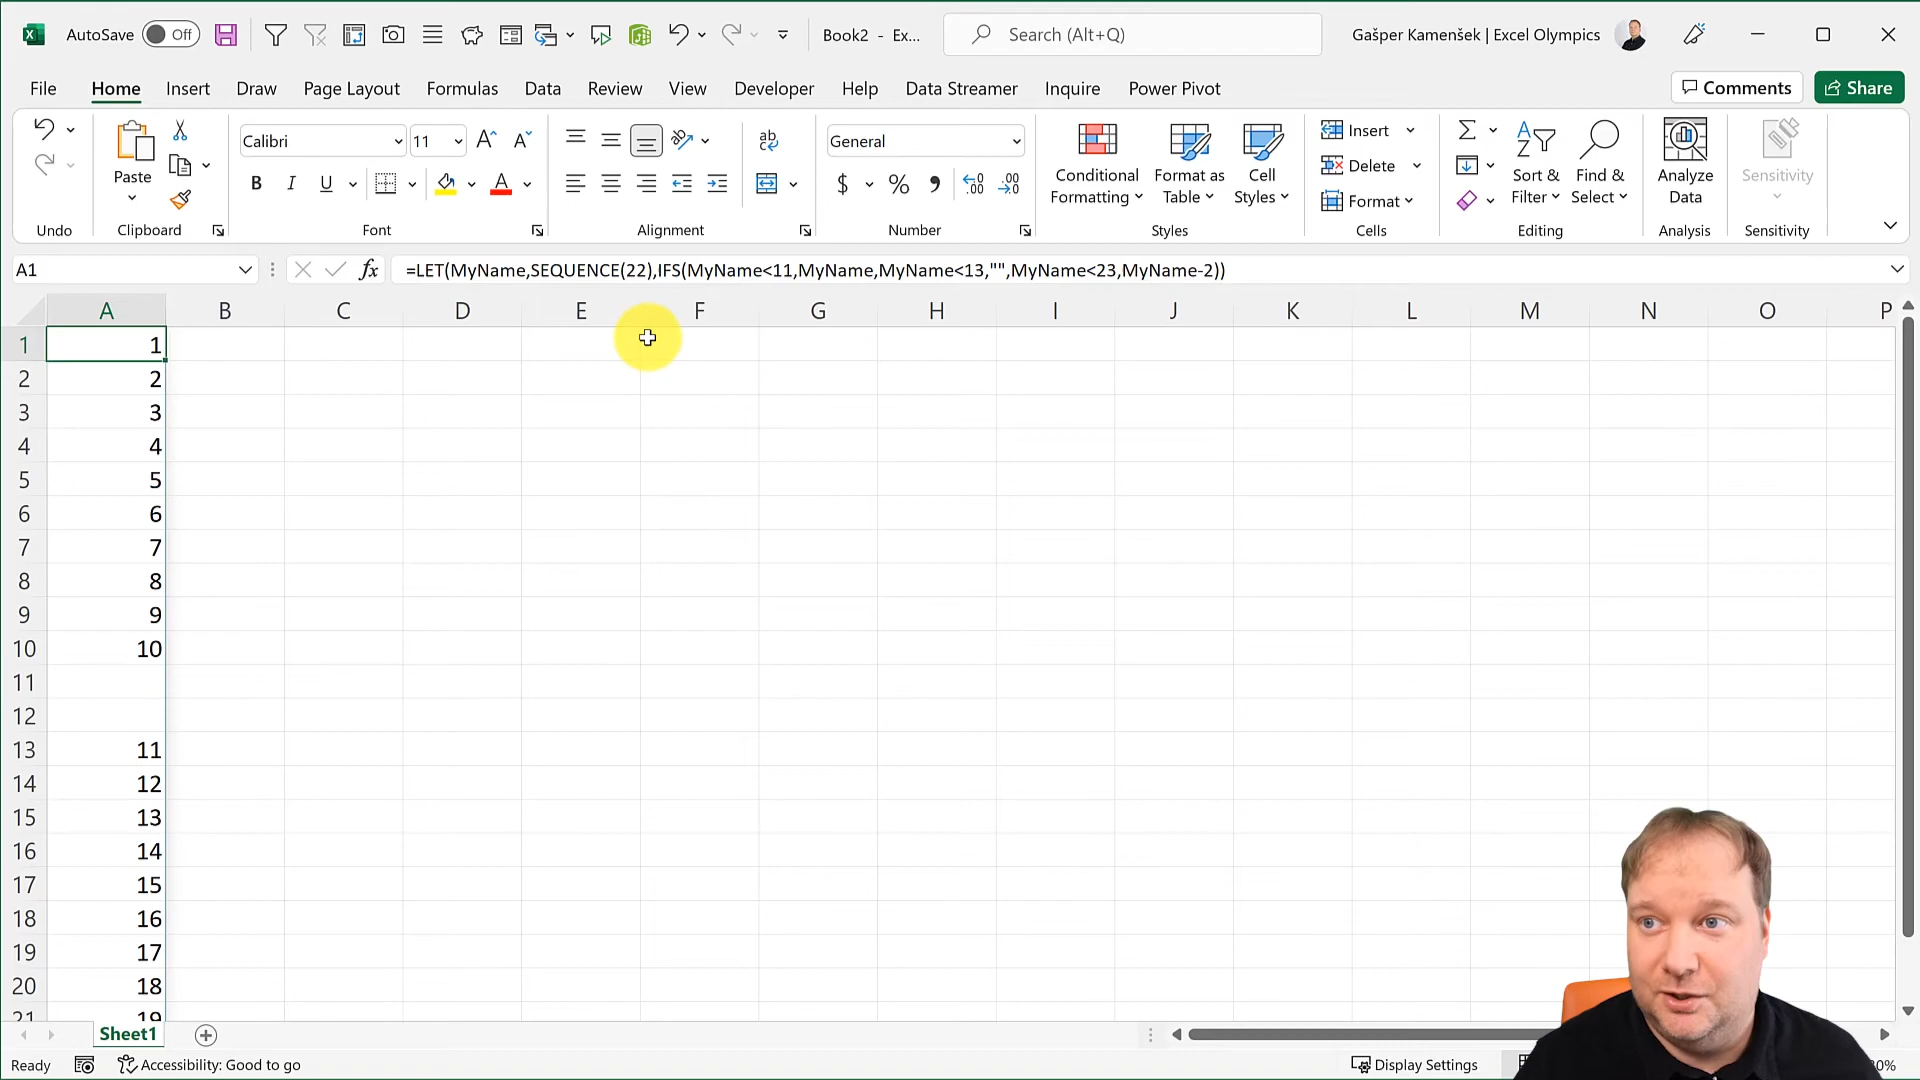 AutoSave Off Book2 - Ex... Search (Alt+Q) Gašper Kamenšek | Excel Olympics
File Home Insert Draw Page Layout Formulas Data Review View Developer Help Data Streamer Inquire Power Pivot Comments Share
Calibri 11 General
Paste
B I U A $ % 9
Conditional Formatting
Format as Table
Cell Styles
Insert
Delete
Format
Sort & Filter
Find & Select
Analyze Data
Sensitivity
Undo Clipboard Font Alignment Number Styles Cells Editing Analysis Sensitivity
A1 fx =LET(MyName,SEQUENCE(22),IFS(MyName<11,MyName,MyName<13,"",MyName<23,MyName-2))
A B C D E F G H I J K L M N O P
1 1
2 2
3 3
4 4
5 5
6 6
7 7
8 8
9 9
10 10
11
12
13 11
14 12
15 13
16 14
17 15
18 16
19 17
20 18
21 19
Sheet1
Ready Accessibility: Good to go Display Settings